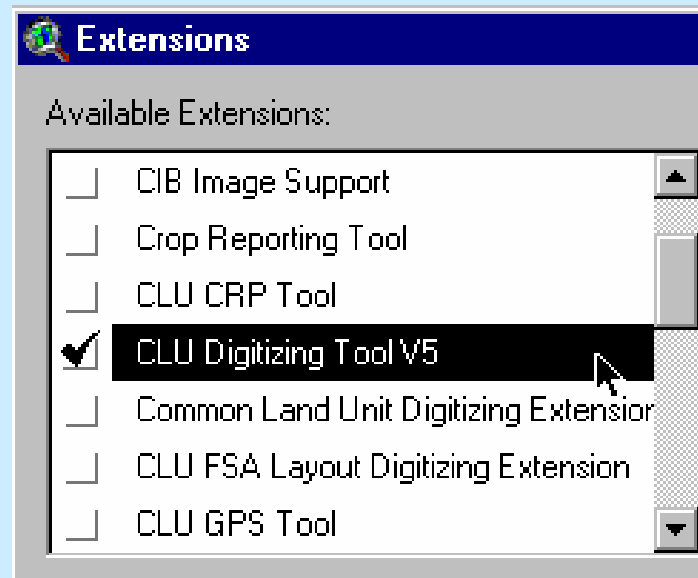 Extensions
Available Extensions:
CIB Image Support
Crop Reporting Tool
CLU CRP Tool
CLU Digitizing Tool V5
Common Land Unit Digitizing Extension
CLU FSA Layout Digitizing Extension
CLU GPS Tool